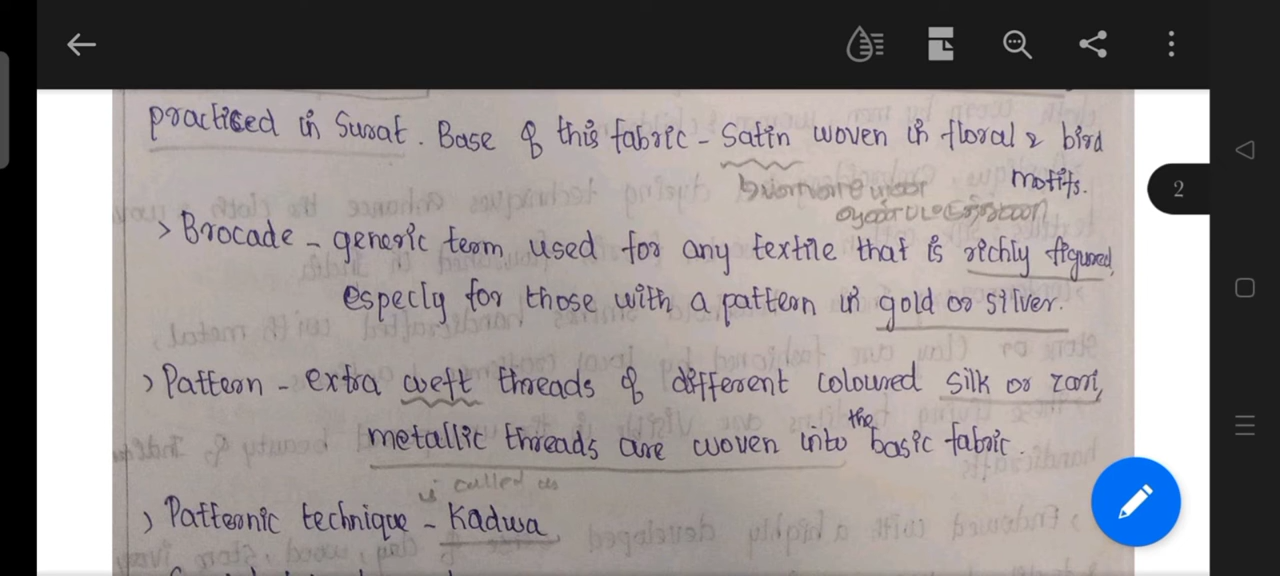 practiced in Surat. Base of this fabric - Satin woven in floral & bird
motifs.
2
> Brocade - generic term used for any textile that is richly figured,
especly for those with a pattern in gold or silver.
> Pattern - extra weft threads of different coloured silk or zari,
metallic threads are woven into the basic fabric.
is called as
> Patternic technique - Kadwa